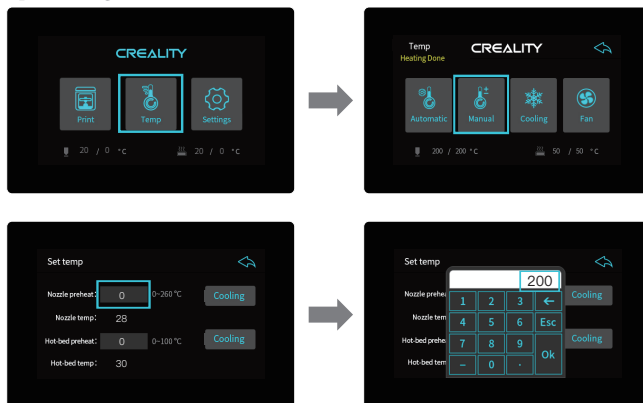 CREALITY
Print
Temp
Settings
20 / 0 °C
20 / 0 °C
Temp
CREALITY
Heating Done
Automatic
Manual
Cooling
Fan
200 / 200 °C
50 / 50 °C
Set temp
Nozzle preheat:
0
0~260 °C
Cooling
Nozzle temp:
28
Hot-bed preheat:
0
0~100 °C
Cooling
Hot-bed temp:
30
Set temp
200
Nozzle prehea
1 2 3 ←
Cooling
Nozzle tem
4 5 6 Esc
Hot-bed prehea
7 8 9 Ok
Cooling
Hot-bed tem
- 0 .